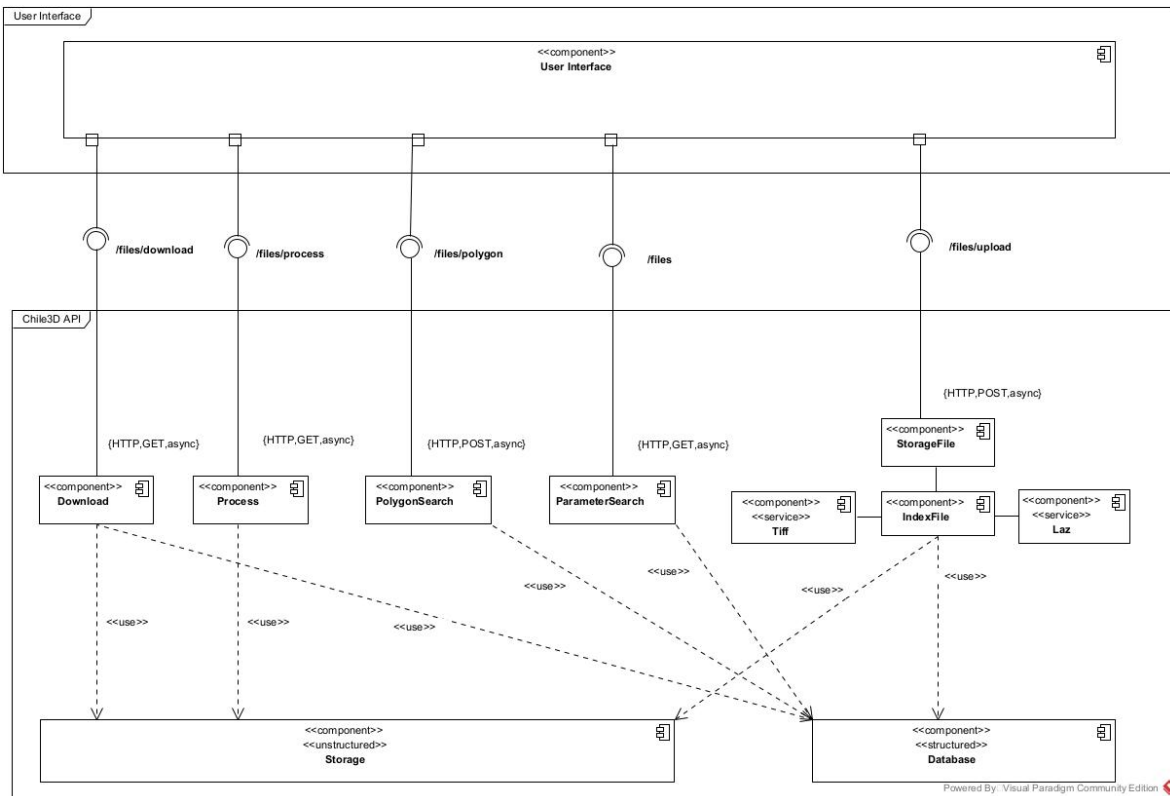 User Interface
<<component>>
User Interface
/files/download
/files/process
/files/polygon
/files
/files/upload
Chile3D API
{HTTP,GET,async}
{HTTP,GET,async}
{HTTP,POST,async}
{HTTP,GET,async}
{HTTP,POST,async}
<<component>>
StorageFile
<<component>>
Download
<<component>>
Process
<<component>>
PolygonSearch
<<component>>
ParameterSearch
<<component>>
<<service>>
Tiff
<<component>>
IndexFile
<<component>>
<<service>>
Laz
<<use>>
<<use>>
<<use>>
<<use>>
<<use>>
<<use>>
<<use>>
<<component>>
<<unstructured>>
Storage
<<component>>
<<structured>>
Database
Powered By Visual Paradigm Community Edition